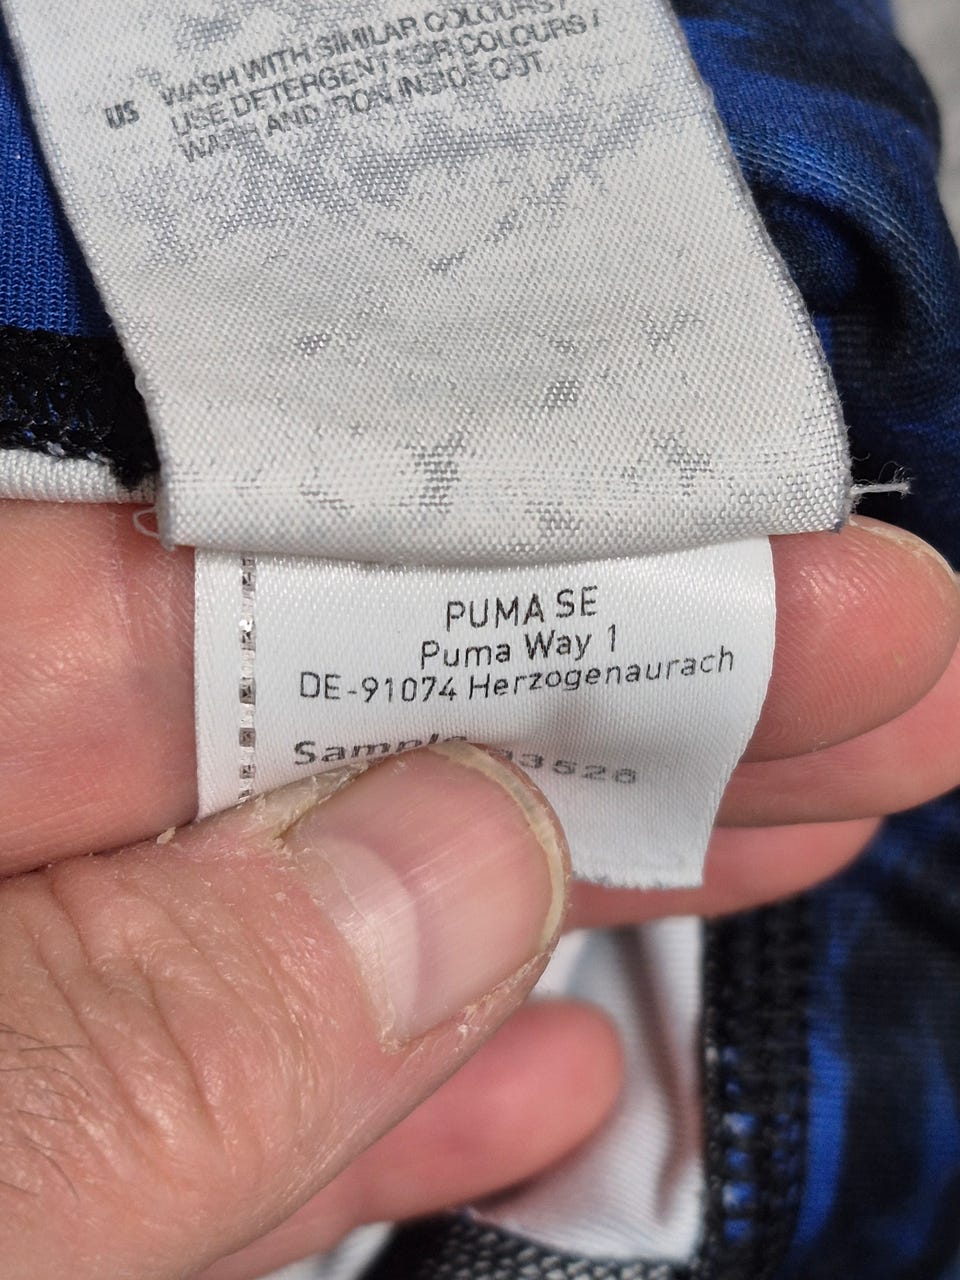 WASH WITH SIMILAR COLOURS /
US USE DETERGENT FOR COLOURS /
WASH AND IRON INSIDE OUT
PUMA SE
Puma Way 1
DE-91074 Herzogenaurach
Sample